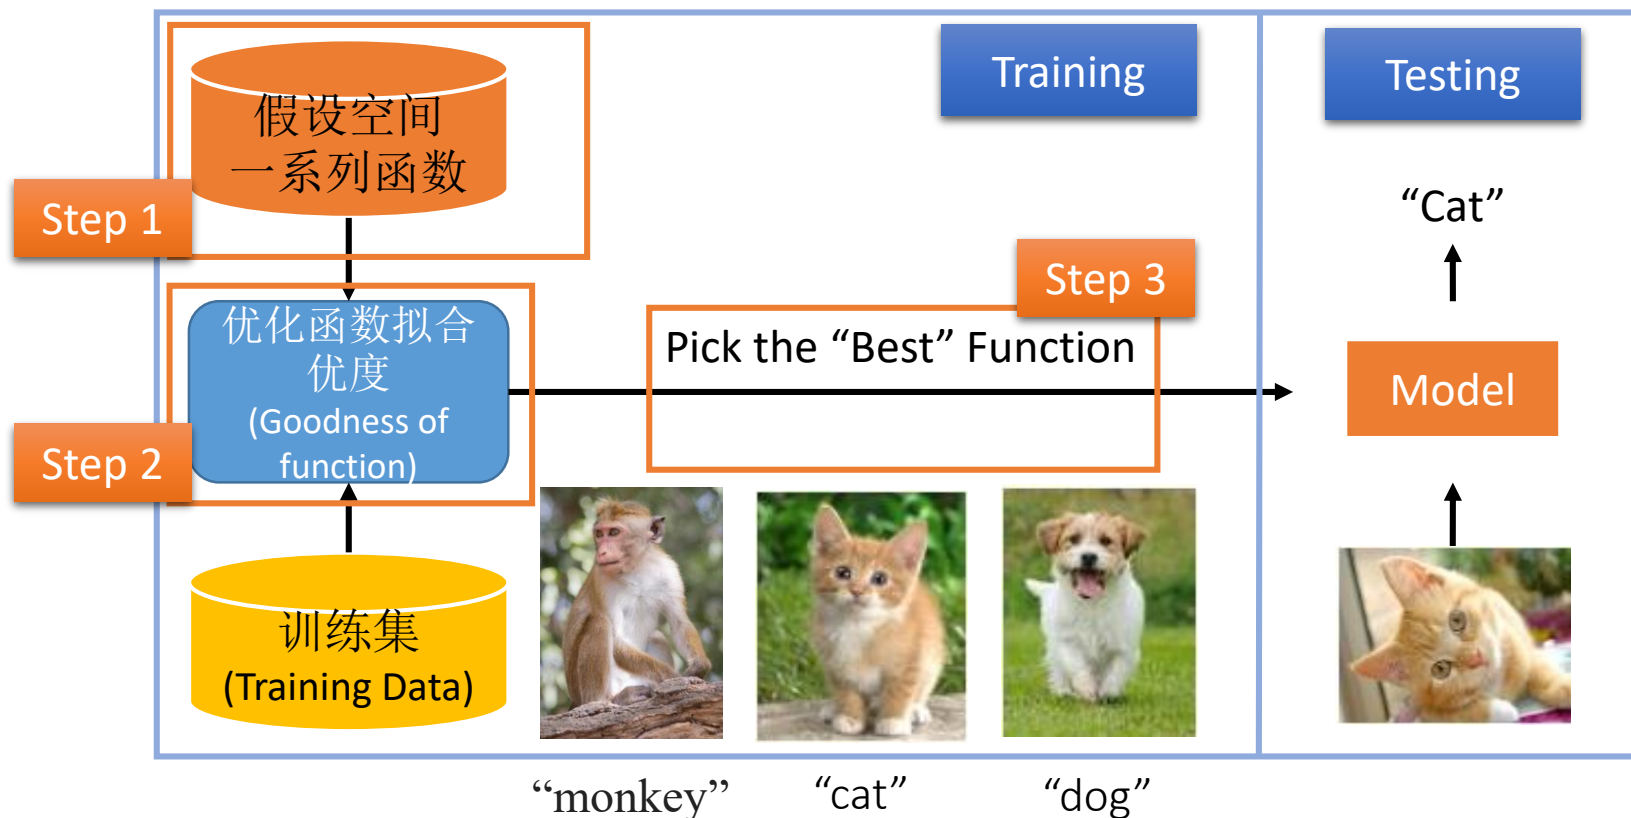 Training
Testing
假设空间
一系列函数
Step 1
“Cat”
Step 3
优化函数拟合
优度
(Goodness of
function)
Pick the “Best” Function
Model
Step 2
训练集
(Training Data)
“monkey”
“cat”
“dog”